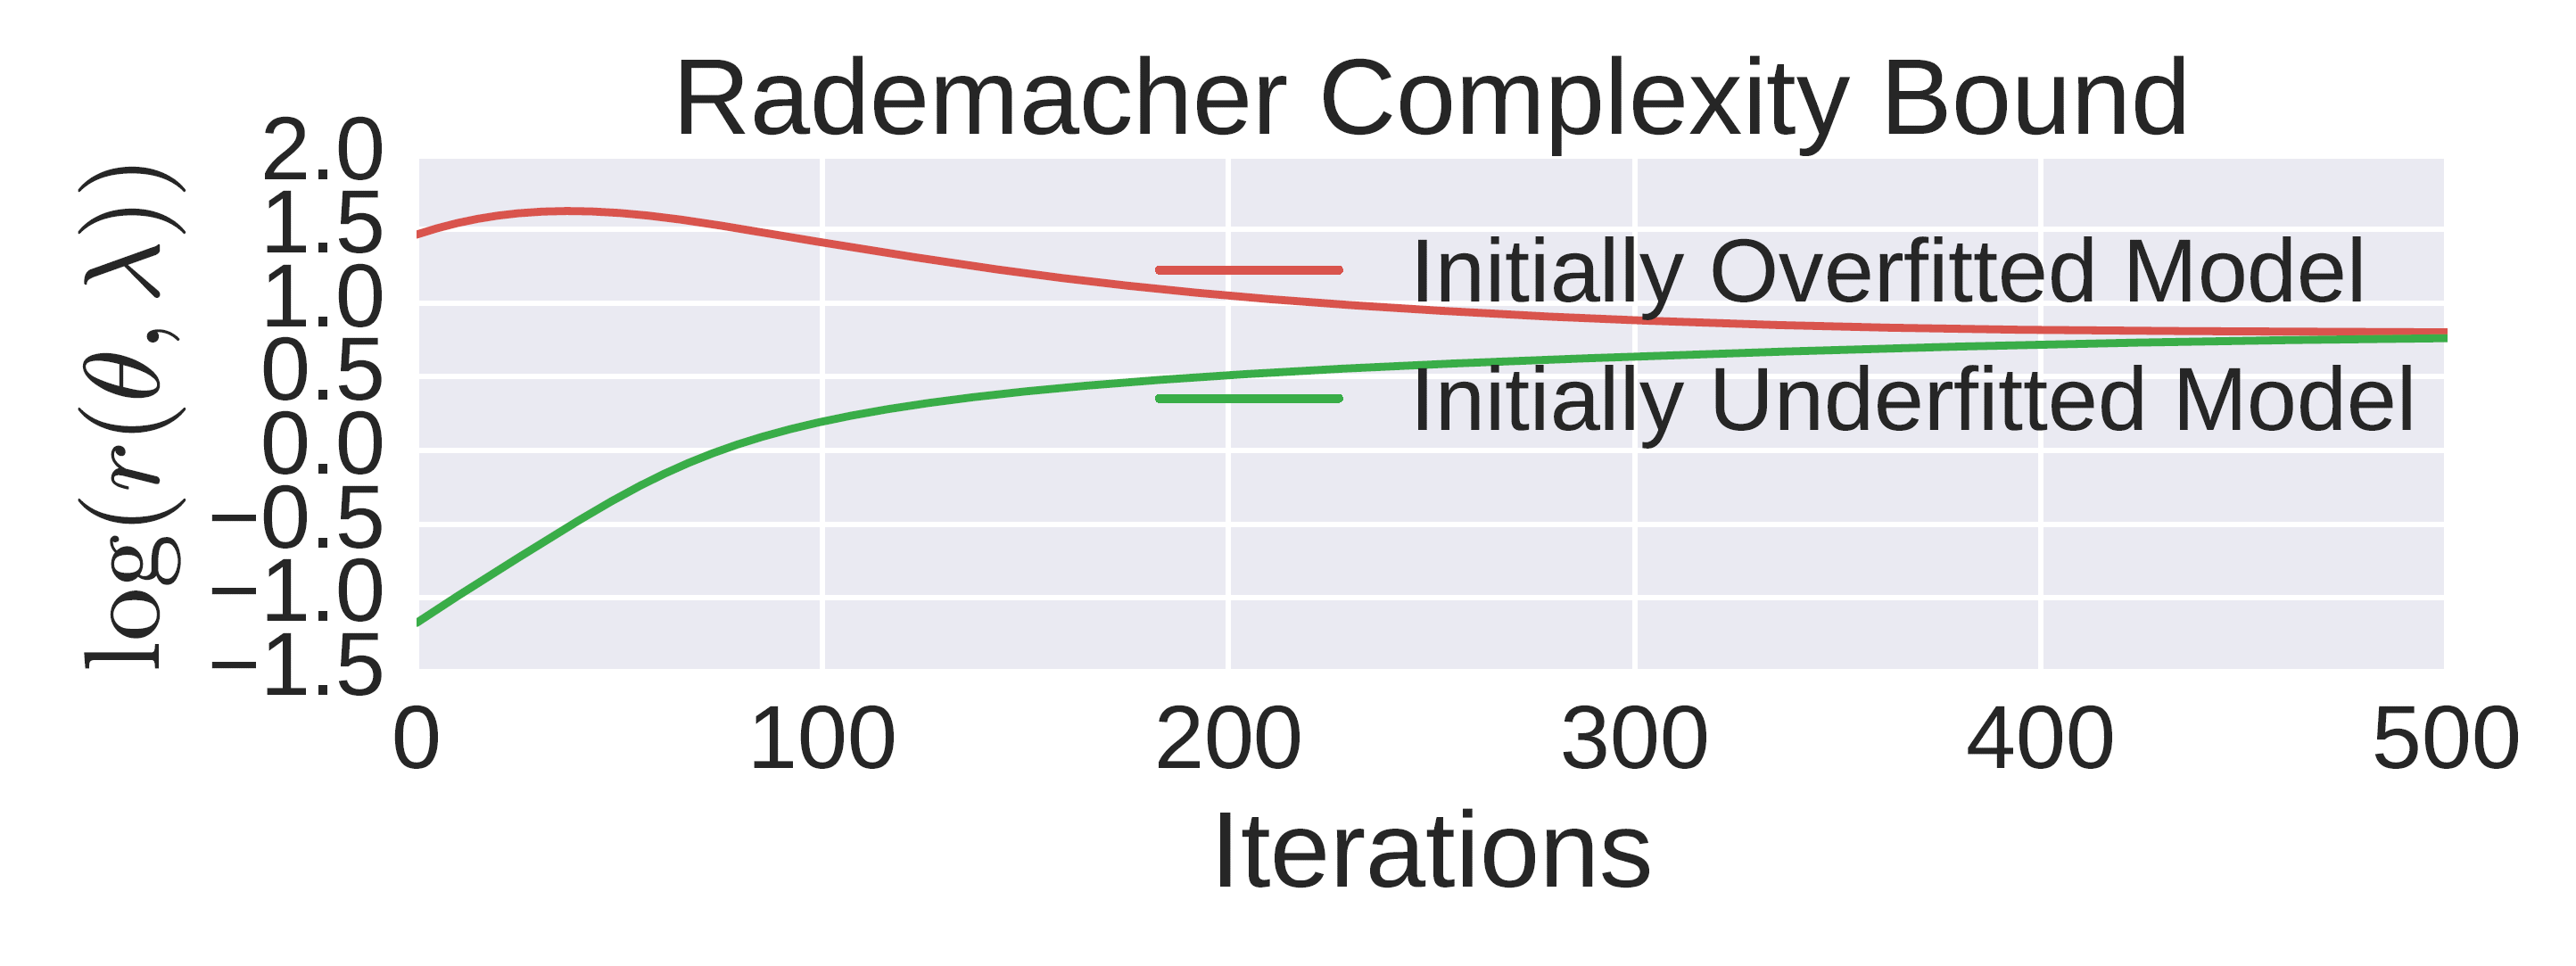 Rademacher Complexity Bound
log(r(θ, λ))
2.0
1.5
1.0
0.5
0.0
−0.5
−1.0
−1.5
Initially Overfitted Model
Initially Underfitted Model
0 100 200 300 400 500
Iterations